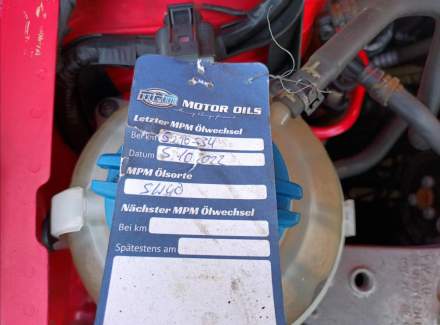 mpm MOTOR OILS
Letzter MPM Ölwechsel
Bei km
Datum 5.10.2022
MPM Ölsorte
5W40
Nächster MPM Ölwechsel
Bei km
Spätestens am